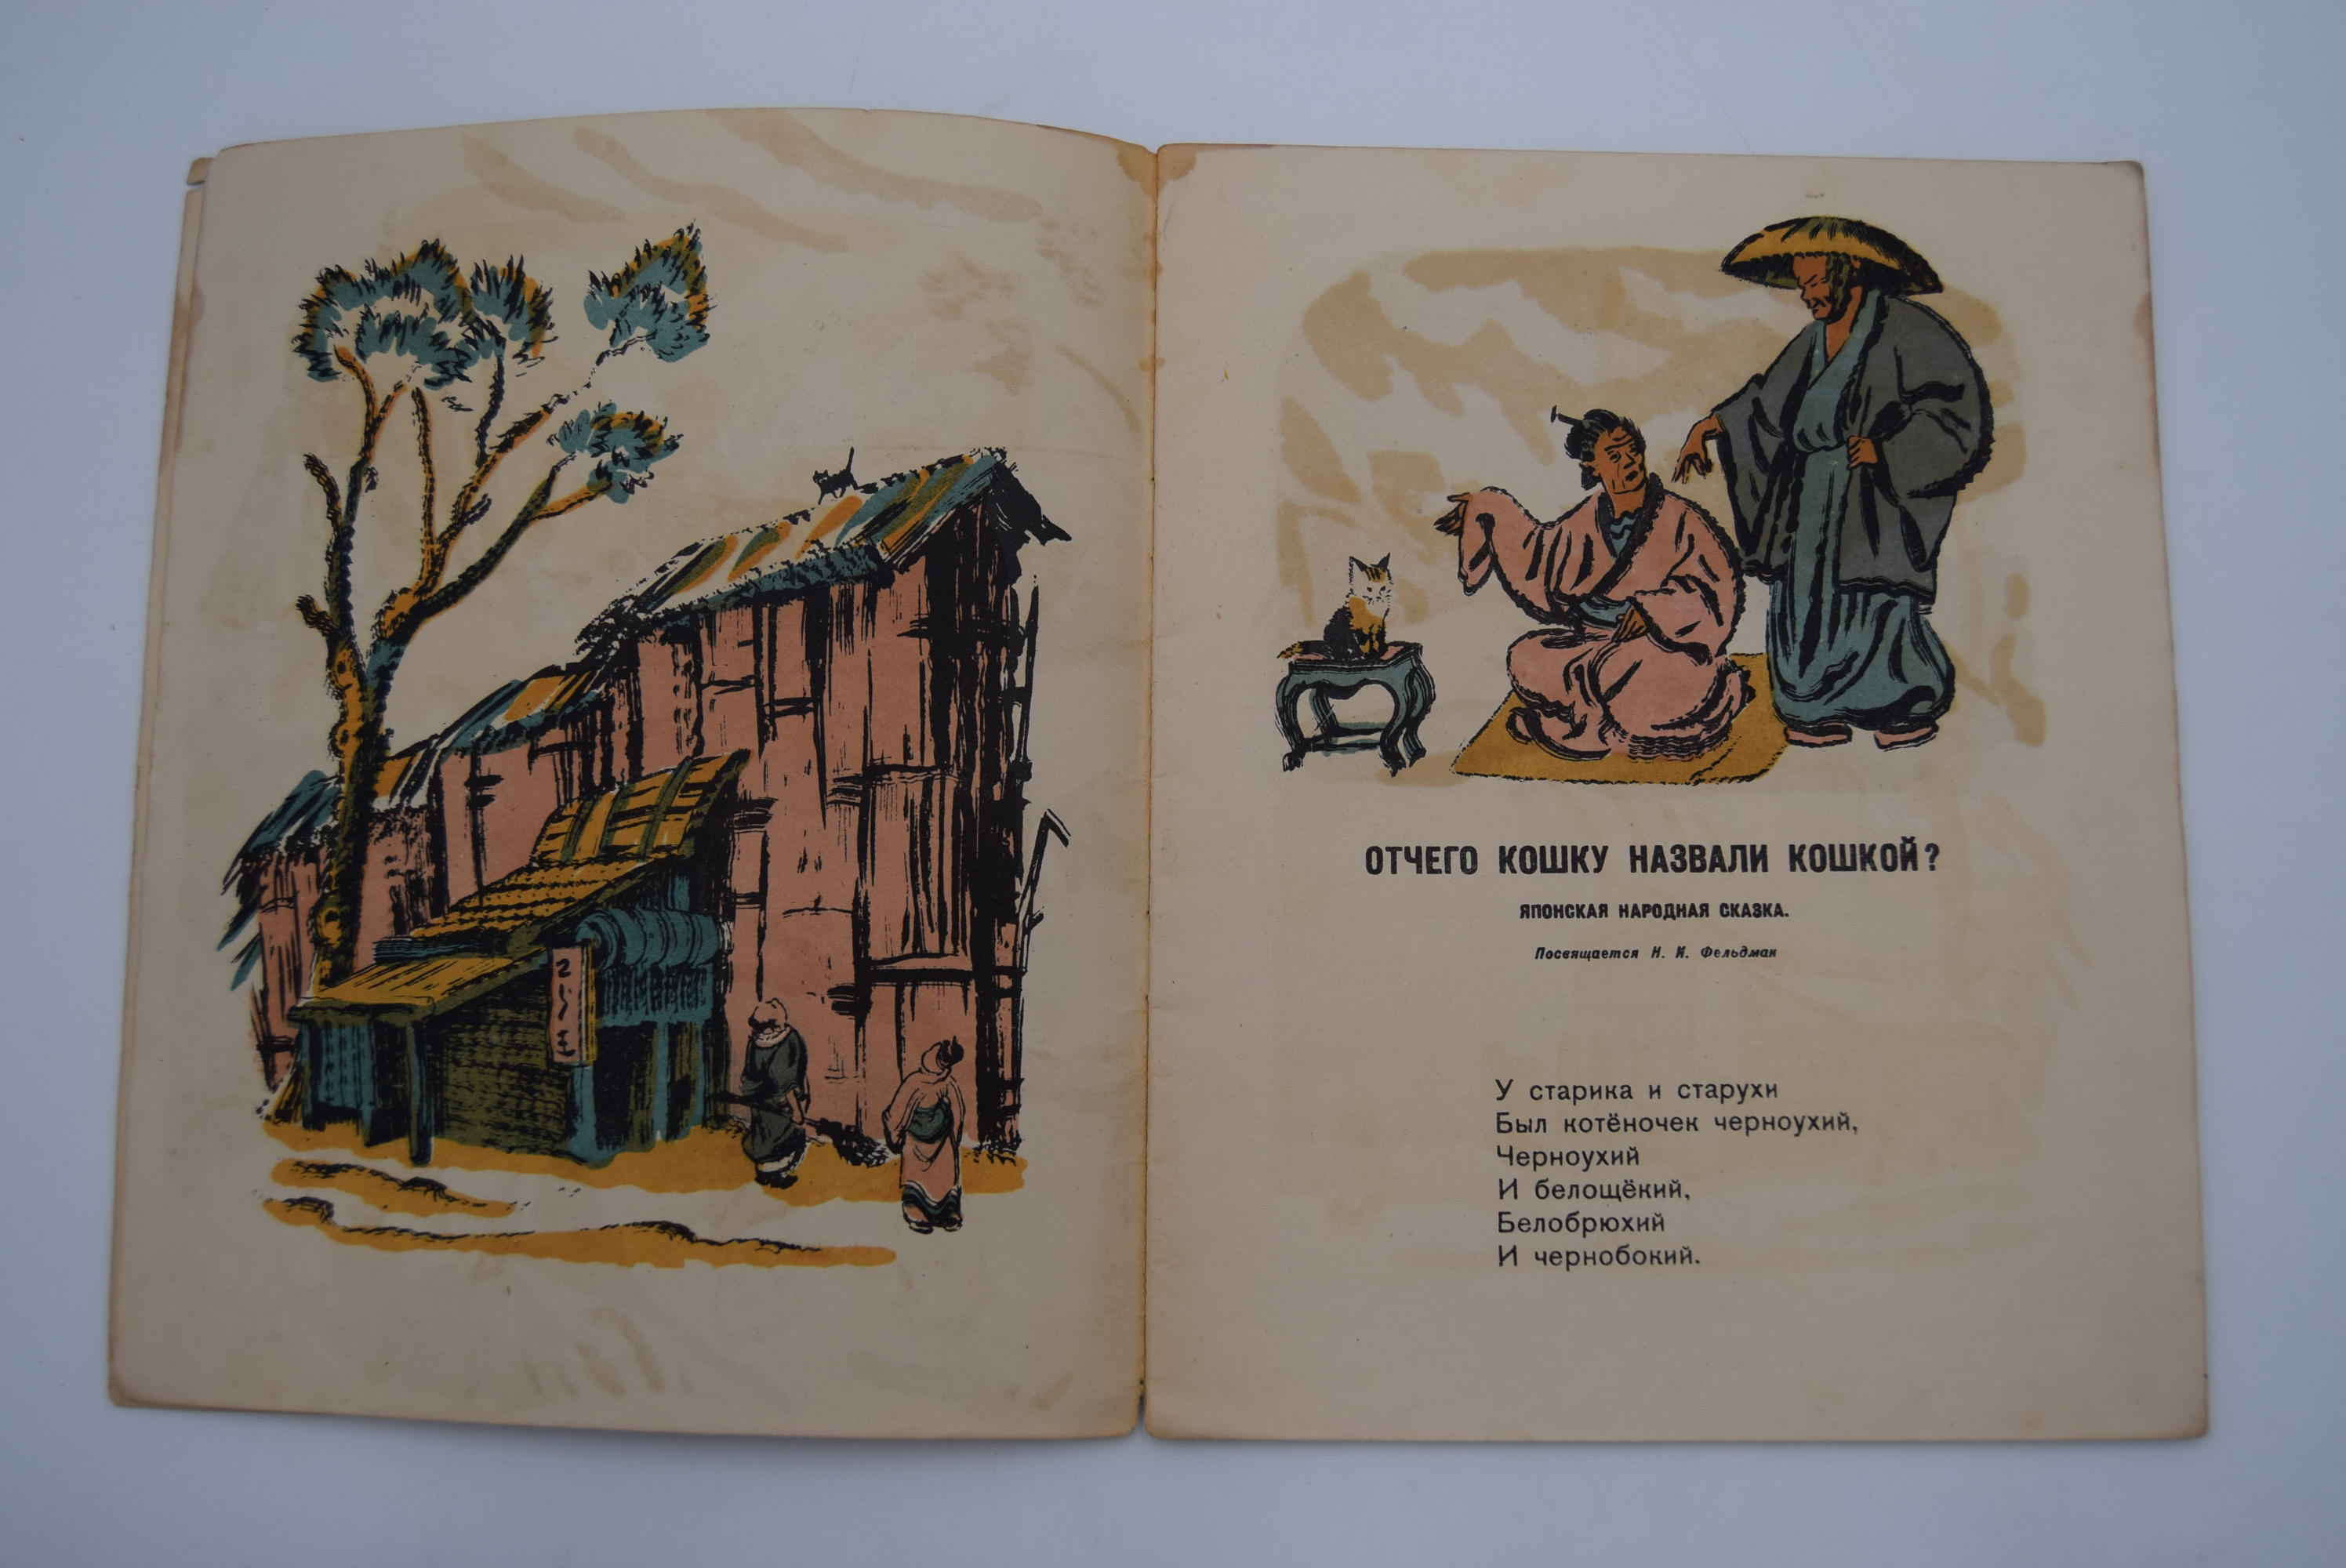 ОТЧЕГО КОШКУ НАЗВАЛИ КОШКОЙ?
ЯПОНСКАЯ НАРОДНАЯ СКАЗКА.
Посвящается Н. И. Фельдман
У старика и старухи
Был котёночек черноухий,
Черноухий
И белощёкий,
Белобрюхий
И чернобокий.